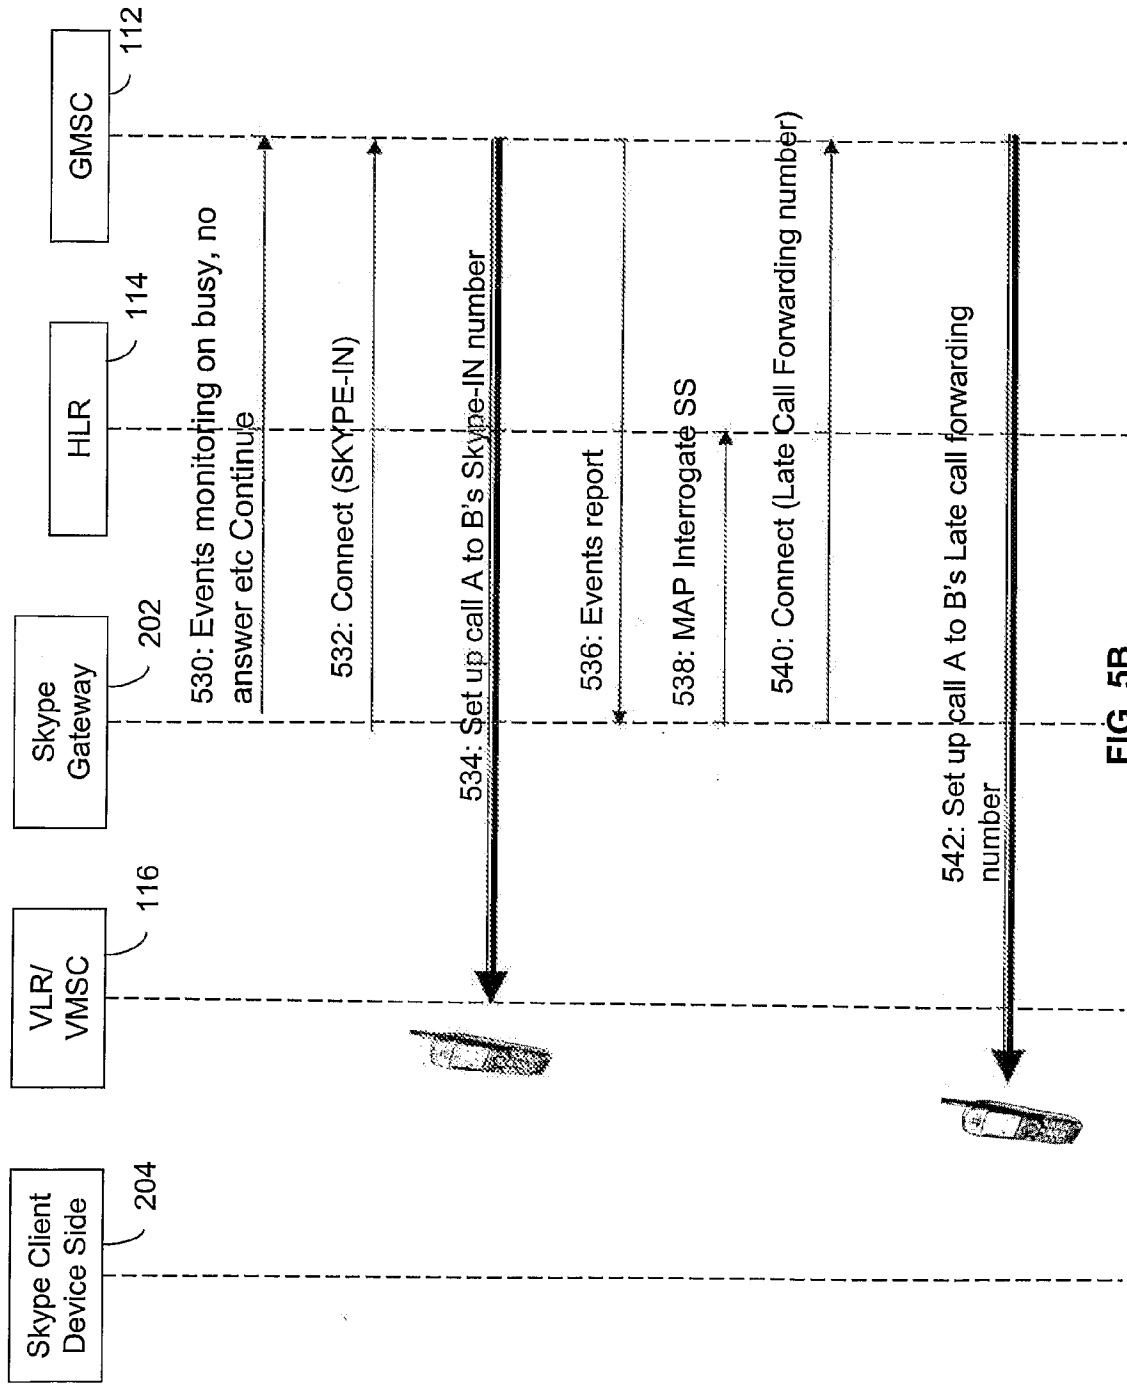 Skype Client
Device Side
204
VLR/
VMSC
116
Skype
Gateway
202
HLR
114
GMSC
112
530: Events monitoring on busy, no
answer etc Continue
532: Connect (SKYPE-IN)
534: Set up call A to B's Skype-IN number
536: Events report
538: MAP Interrogate SS
540: Connect (Late Call Forwarding number)
542: Set up call A to B's Late call forwarding
number
FIG. 5B